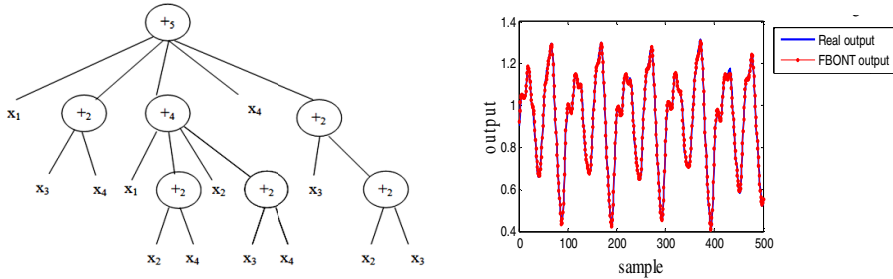 +5
x1 +2 +4 x4 +2
x3 x4 x1 +2 x2 +2 x3 +2
x2 x4 x3 x4 x2 x3
1.4
1.2
1
0.8
0.6
0.4
output
0 100 200 300 400 500
sample
Real output
FBONT output